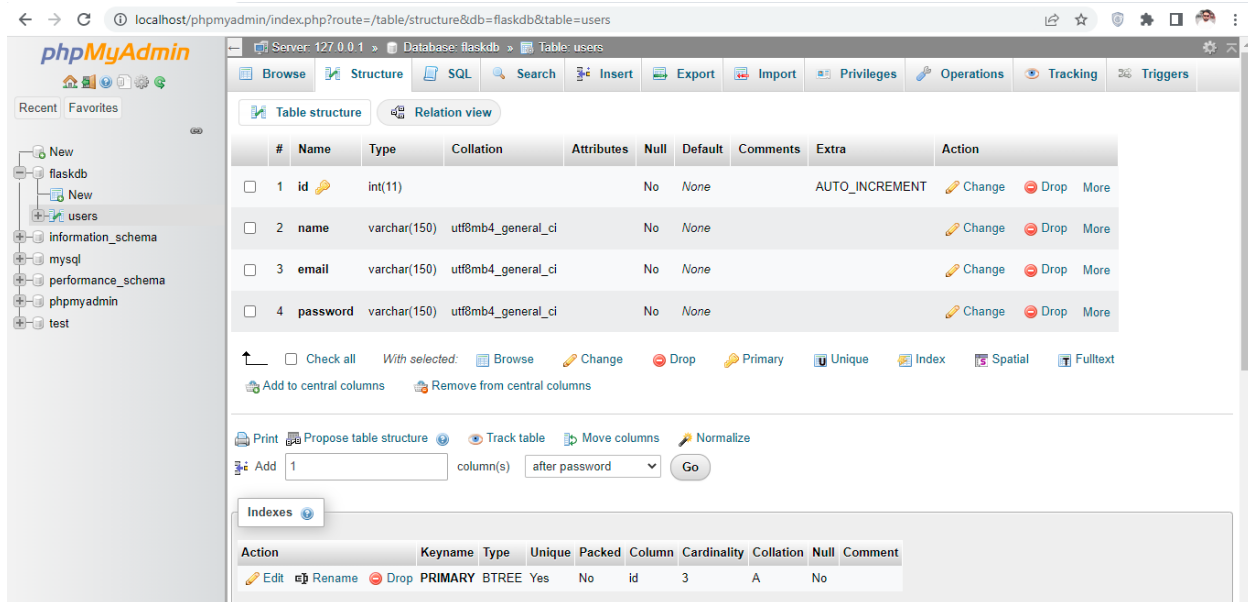 localhost/phpmyadmin/index.php?route=/table/structure&db=flaskdb&table=users
phpMyAdmin
Recent Favorites
New
flaskdb
New
users
information_schema
mysql
performance_schema
phpmyadmin
test
Server: 127.0.0.1 » Database: flaskdb » Table: users
Browse Structure SQL Search Insert Export Import Privileges Operations Tracking Triggers
Table structure Relation view
# Name Type Collation Attributes Null Default Comments Extra Action
1 id int(11) No None AUTO_INCREMENT Change Drop More
2 name varchar(150) utf8mb4_general_ci No None Change Drop More
3 email varchar(150) utf8mb4_general_ci No None Change Drop More
4 password varchar(150) utf8mb4_general_ci No None Change Drop More
Check all With selected: Browse Change Drop Primary Unique Index Spatial Fulltext
Add to central columns Remove from central columns
Print Propose table structure Track table Move columns Normalize
Add 1 column(s) after password Go
Indexes
Action Keyname Type Unique Packed Column Cardinality Collation Null Comment
Edit Rename Drop PRIMARY BTREE Yes No id 3 A No